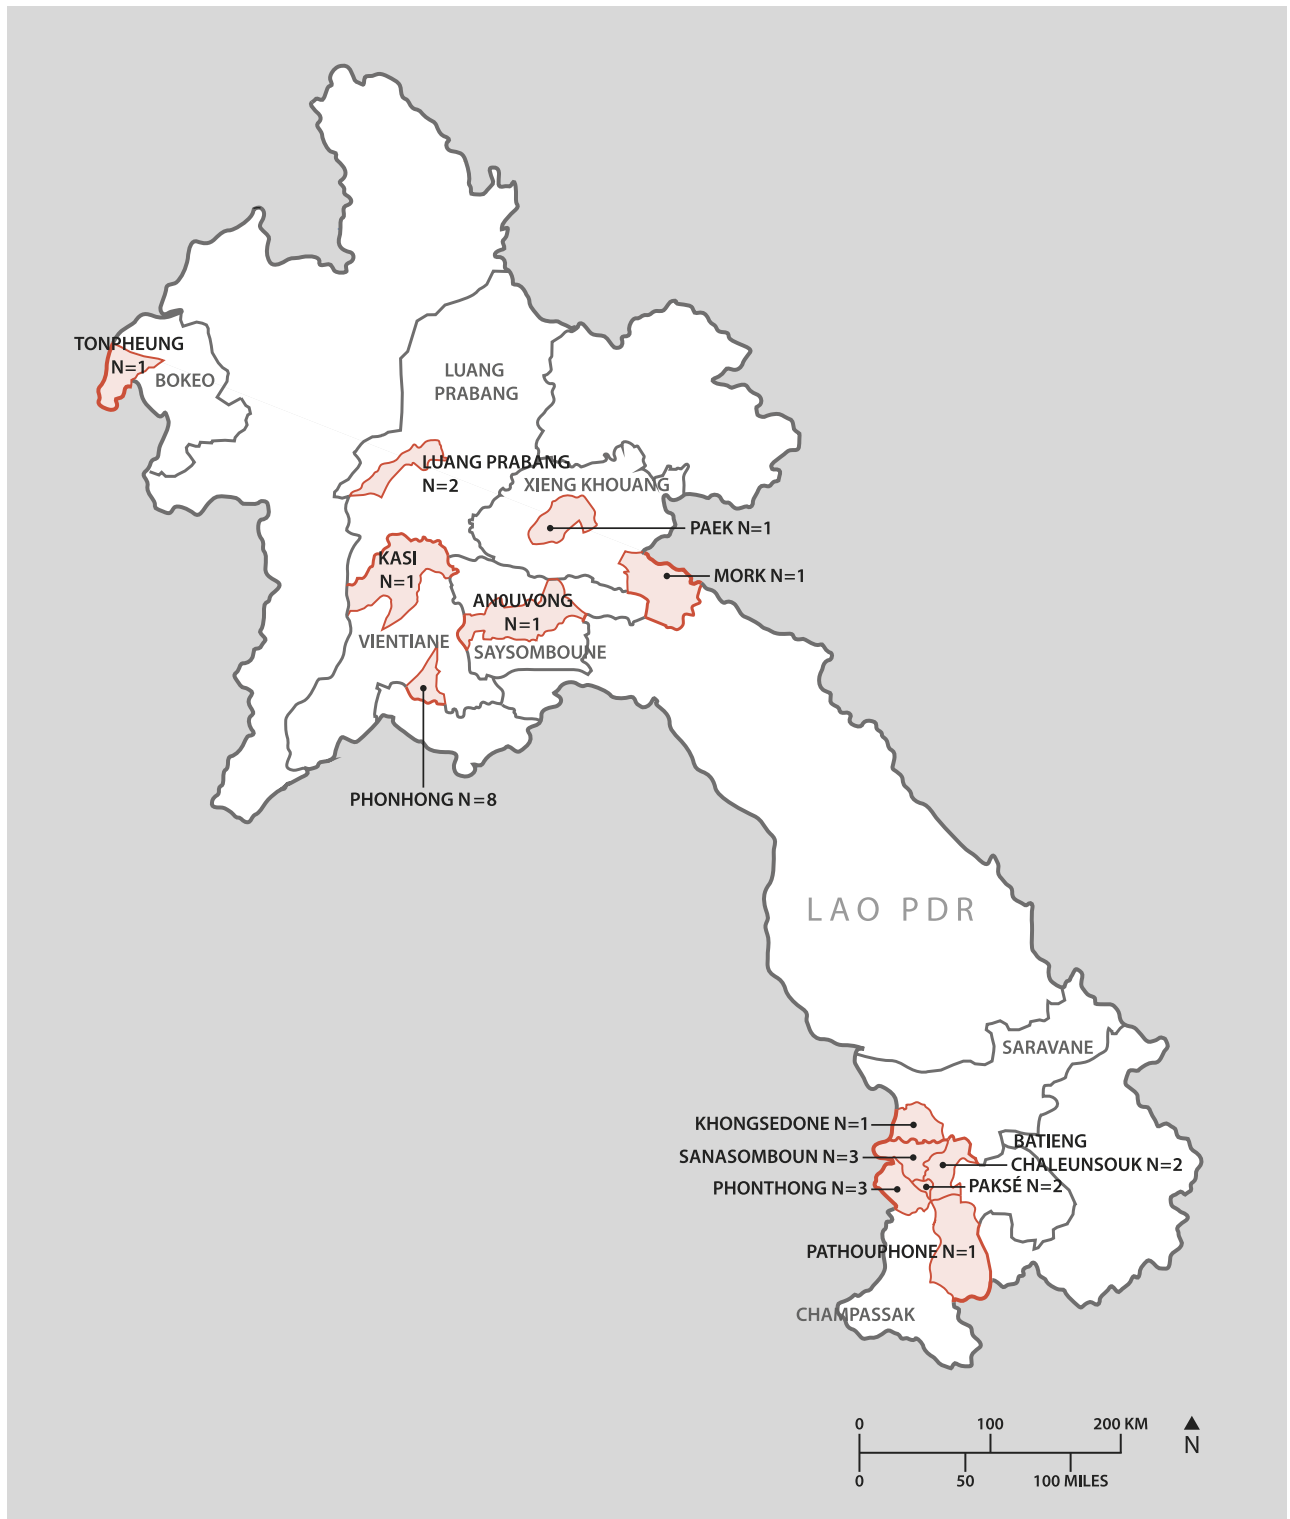 TONPHEUNG
N=1
BOKEO
LUANG
PRABANG
LUANG PRABANG
N=2
XIENG KHOUANG
PAEK N=1
KASI
N=1
MORK N=1
ANOUVONG
N=1
VIENTIANE
SAYSOMBOUNE
PHONHONG N=8
LAO PDR
SARAVANE
KHONGSEDONE N=1
BATIENG
CHALEUNSOUK N=2
SANASOMBOUN N=3
PHONTHONG N=3
PAKSÉ N=2
PATHOUPHONE N=1
CHAMPASSAK
0 100 200 KM
N
0 50 100 MILES